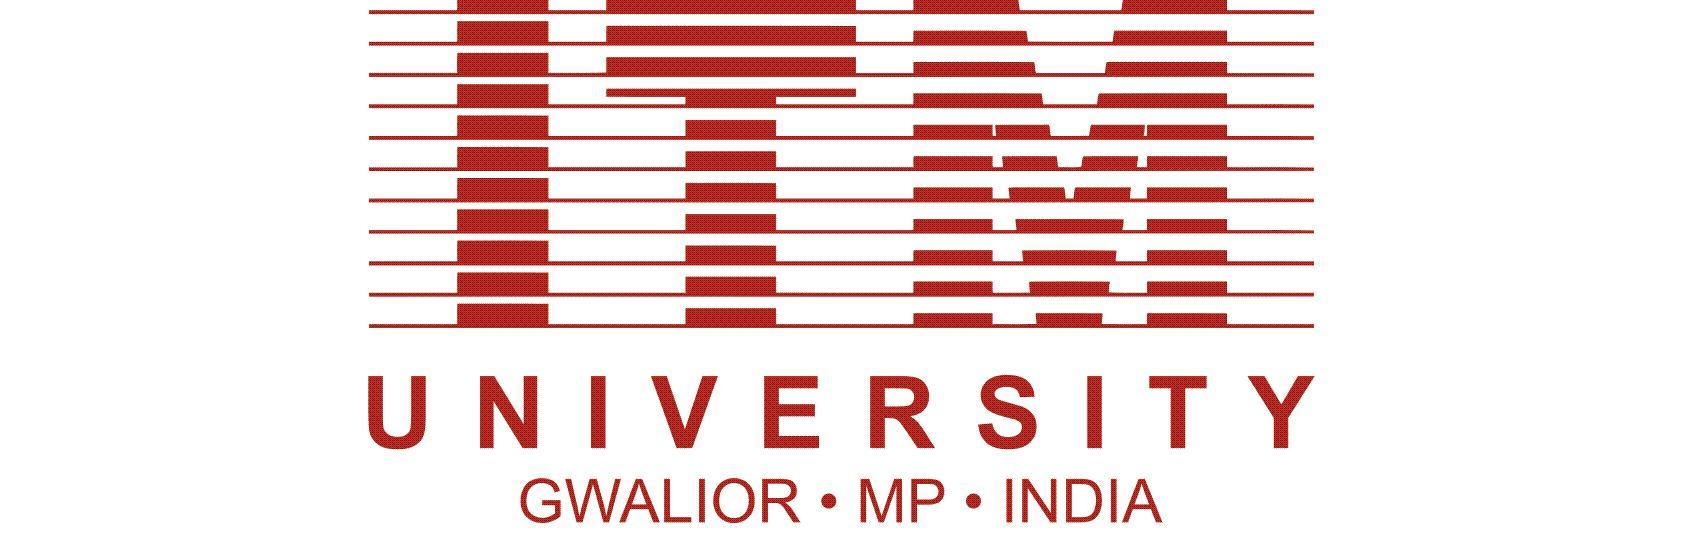 ITM
UNIVERSITY
GWALIOR • MP • INDIA